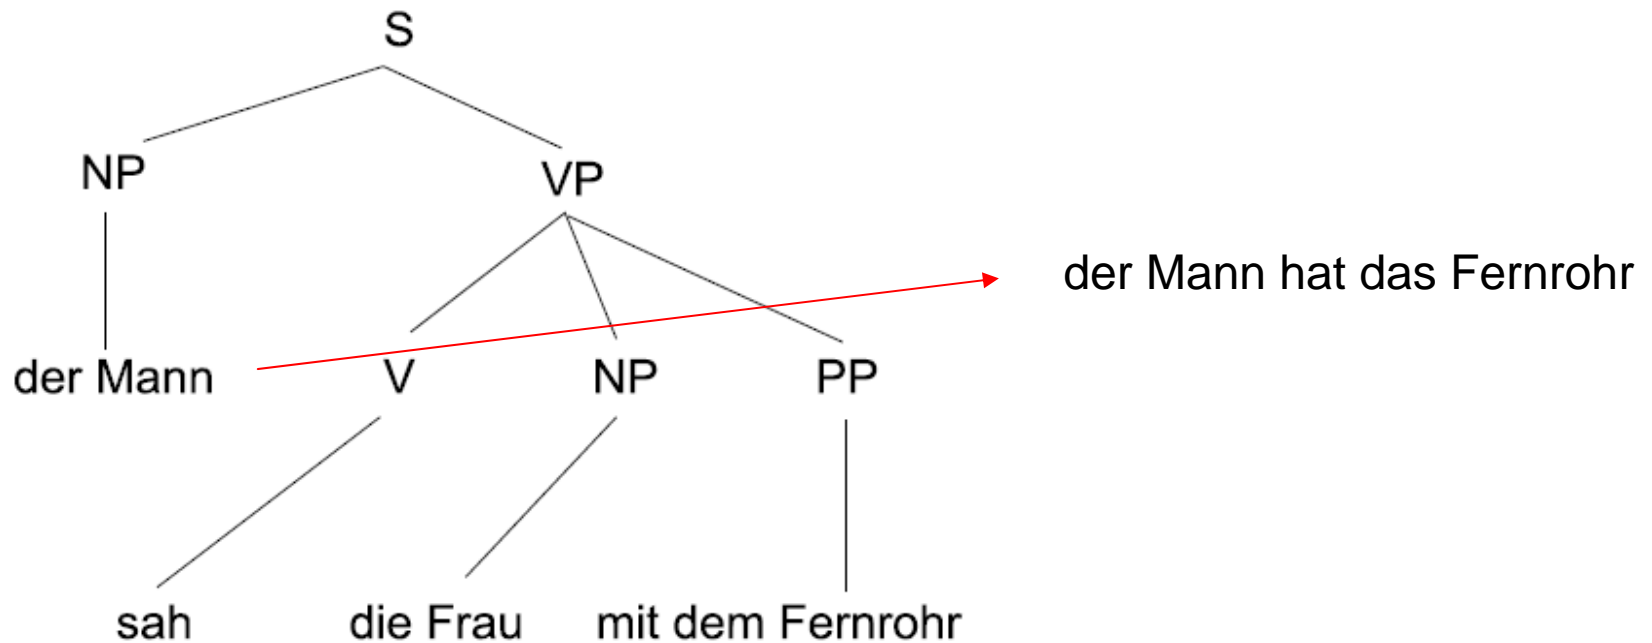 S
NP
VP
der Mann hat das Fernrohr
der Mann
V
NP
PP
sah
die Frau
mit dem Fernrohr